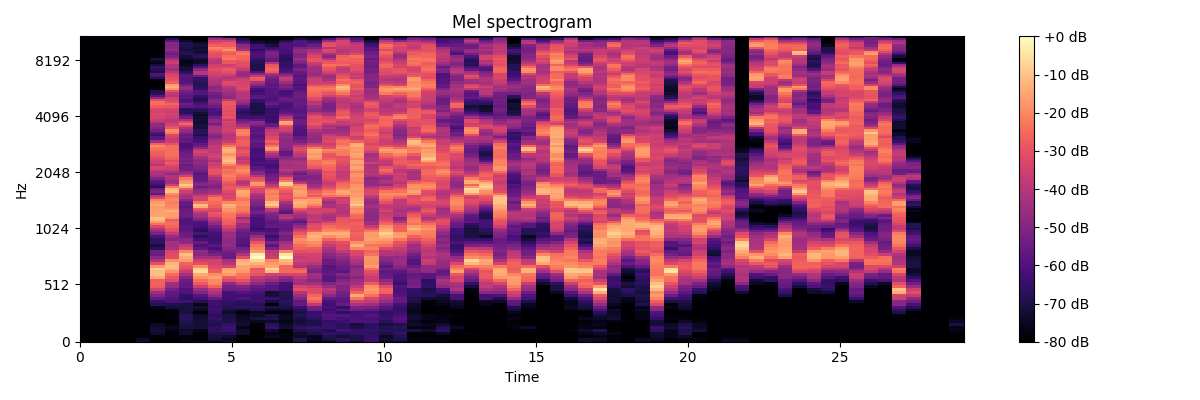 Mel spectrogram
+0 dB
8192
-10 dB
4096
-20 dB
-30 dB
2048
-40 dB
Hz
1024
-50 dB
-60 dB
512
-70 dB
0
-80 dB
0 5 10 15 20 25
Time